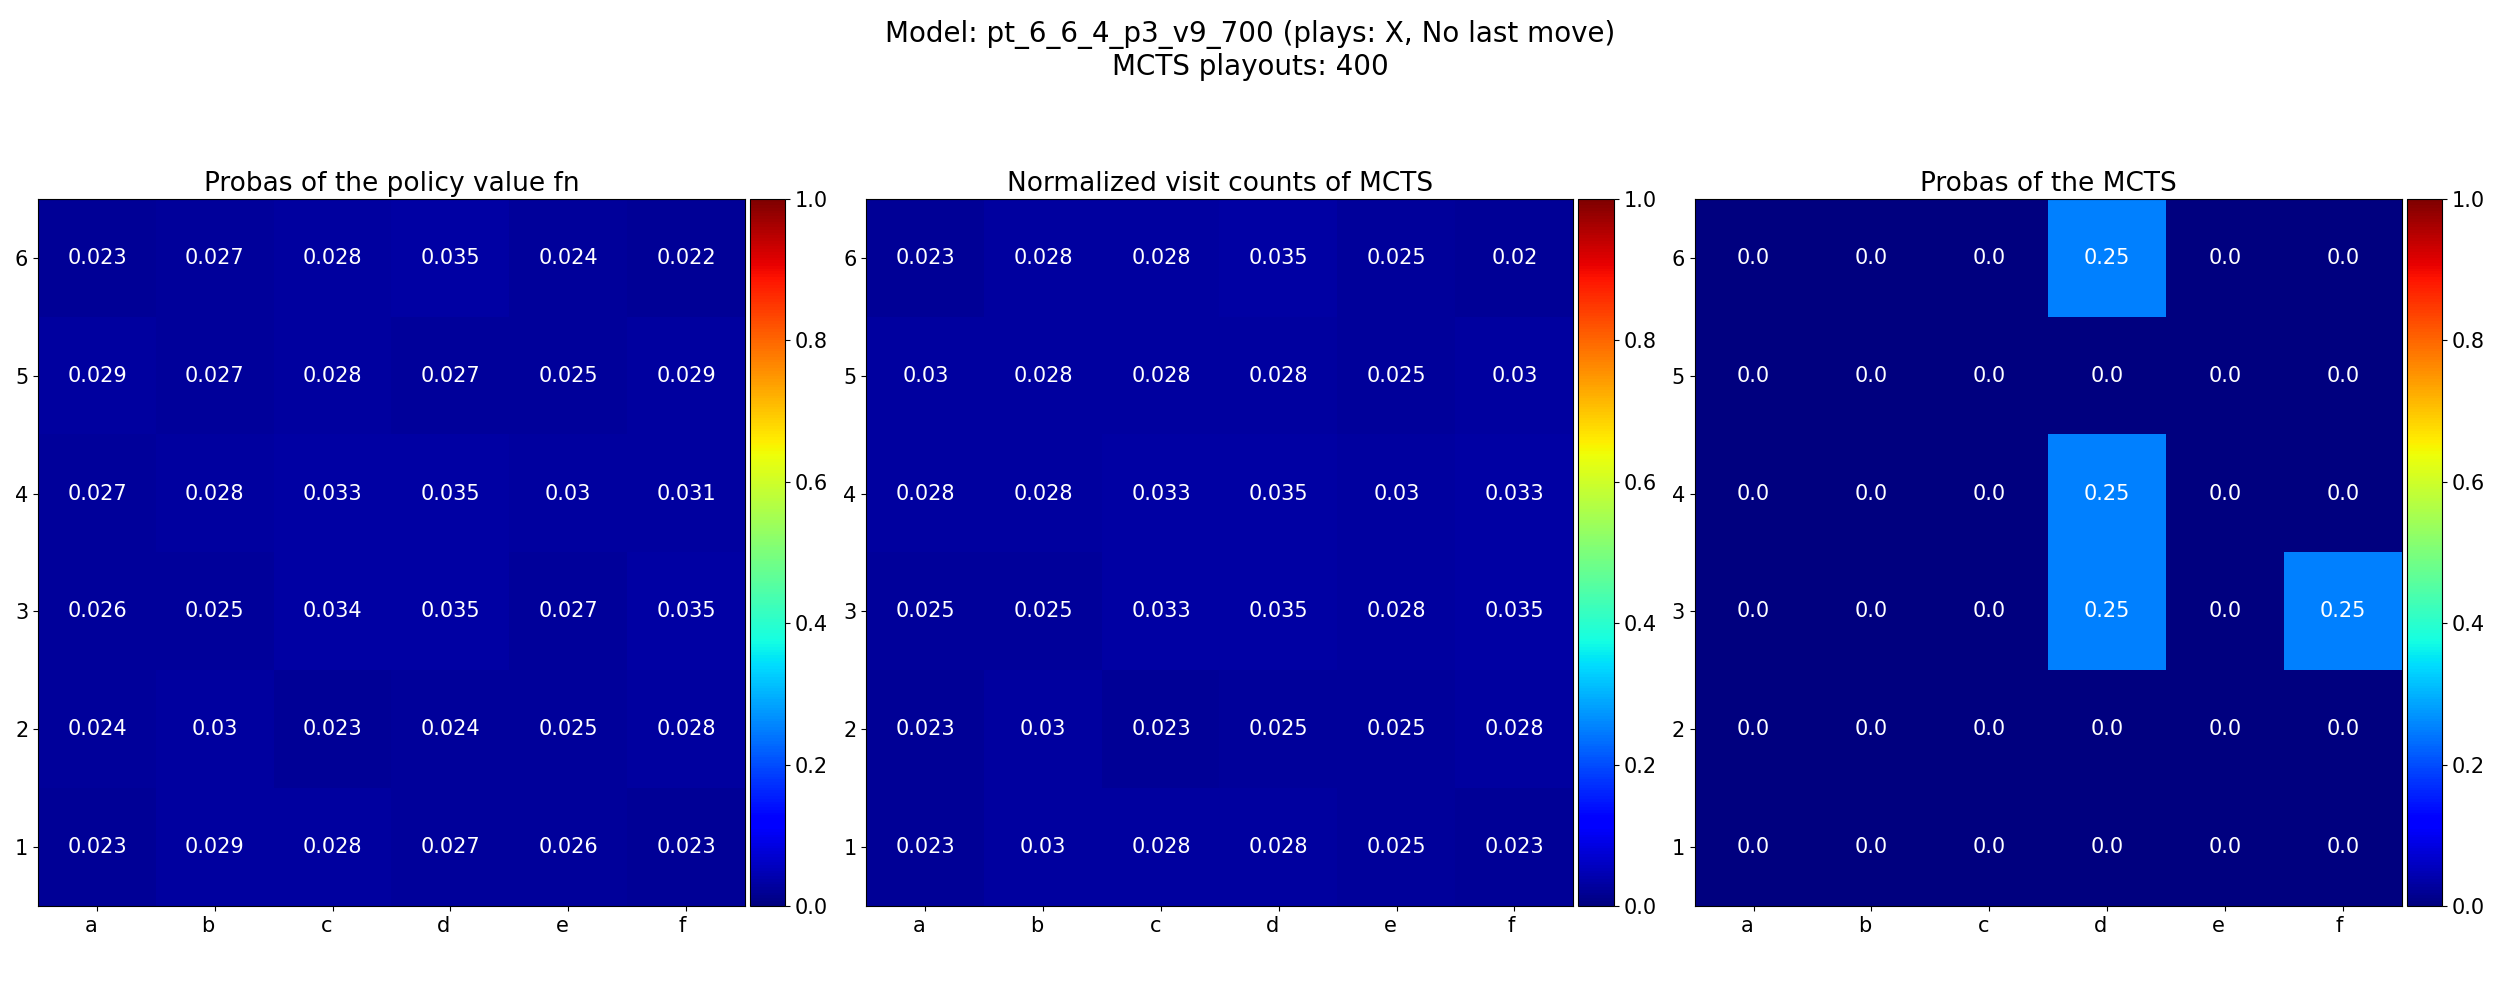 Model: pt_6_6_4_p3_v9_700 (plays: X, No last move)
MCTS playouts: 400
Probas of the policy value fn
6 0.023 0.027 0.028 0.035 0.024 0.022
5 0.029 0.027 0.028 0.027 0.025 0.029
4 0.027 0.028 0.033 0.035 0.03 0.031
3 0.026 0.025 0.034 0.035 0.027 0.035
2 0.024 0.03 0.023 0.024 0.025 0.028
1 0.023 0.029 0.028 0.027 0.026 0.023
a b c d e f
1.0
0.8
0.6
0.4
0.2
0.0
Normalized visit counts of MCTS
6 0.023 0.028 0.028 0.035 0.025 0.02
5 0.03 0.028 0.028 0.028 0.025 0.03
4 0.028 0.028 0.033 0.035 0.03 0.033
3 0.025 0.025 0.033 0.035 0.028 0.035
2 0.023 0.03 0.023 0.025 0.025 0.028
1 0.023 0.03 0.028 0.028 0.025 0.023
a b c d e f
1.0
0.8
0.6
0.4
0.2
0.0
Probas of the MCTS
6 0.0 0.0 0.0 0.25 0.0 0.0
5 0.0 0.0 0.0 0.0 0.0 0.0
4 0.0 0.0 0.0 0.25 0.0 0.0
3 0.0 0.0 0.0 0.25 0.0 0.25
2 0.0 0.0 0.0 0.0 0.0 0.0
1 0.0 0.0 0.0 0.0 0.0 0.0
a b c d e f
1.0
0.8
0.6
0.4
0.2
0.0